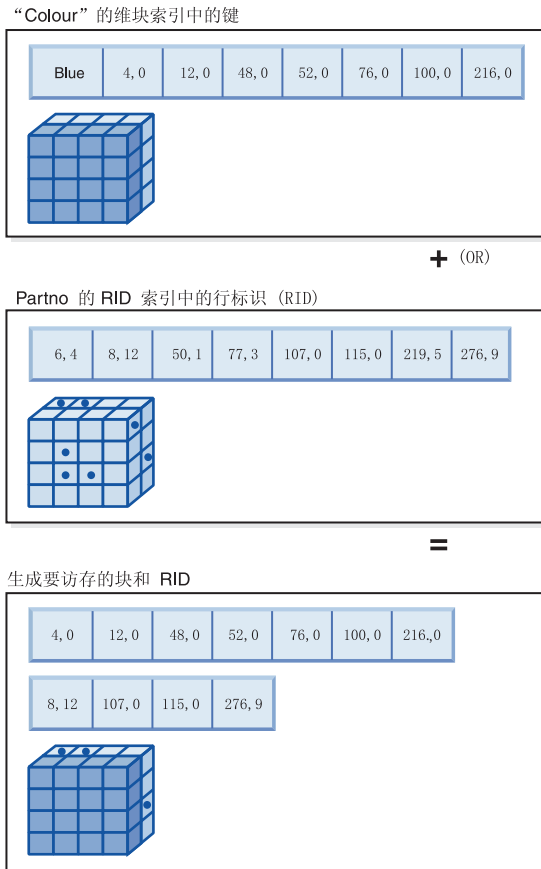 “Colour”的维块索引中的键
Blue 4,0 12,0 48,0 52,0 76,0 100,0 216,0
+ (OR)
Partno 的 RID 索引中的行标识 (RID)
6,4 8,12 50,1 77,3 107,0 115,0 219,5 276,9
=
生成要访存的块和 RID
4,0 12,0 48,0 52,0 76,0 100,0 216.,0
8,12 107,0 115,0 276,9